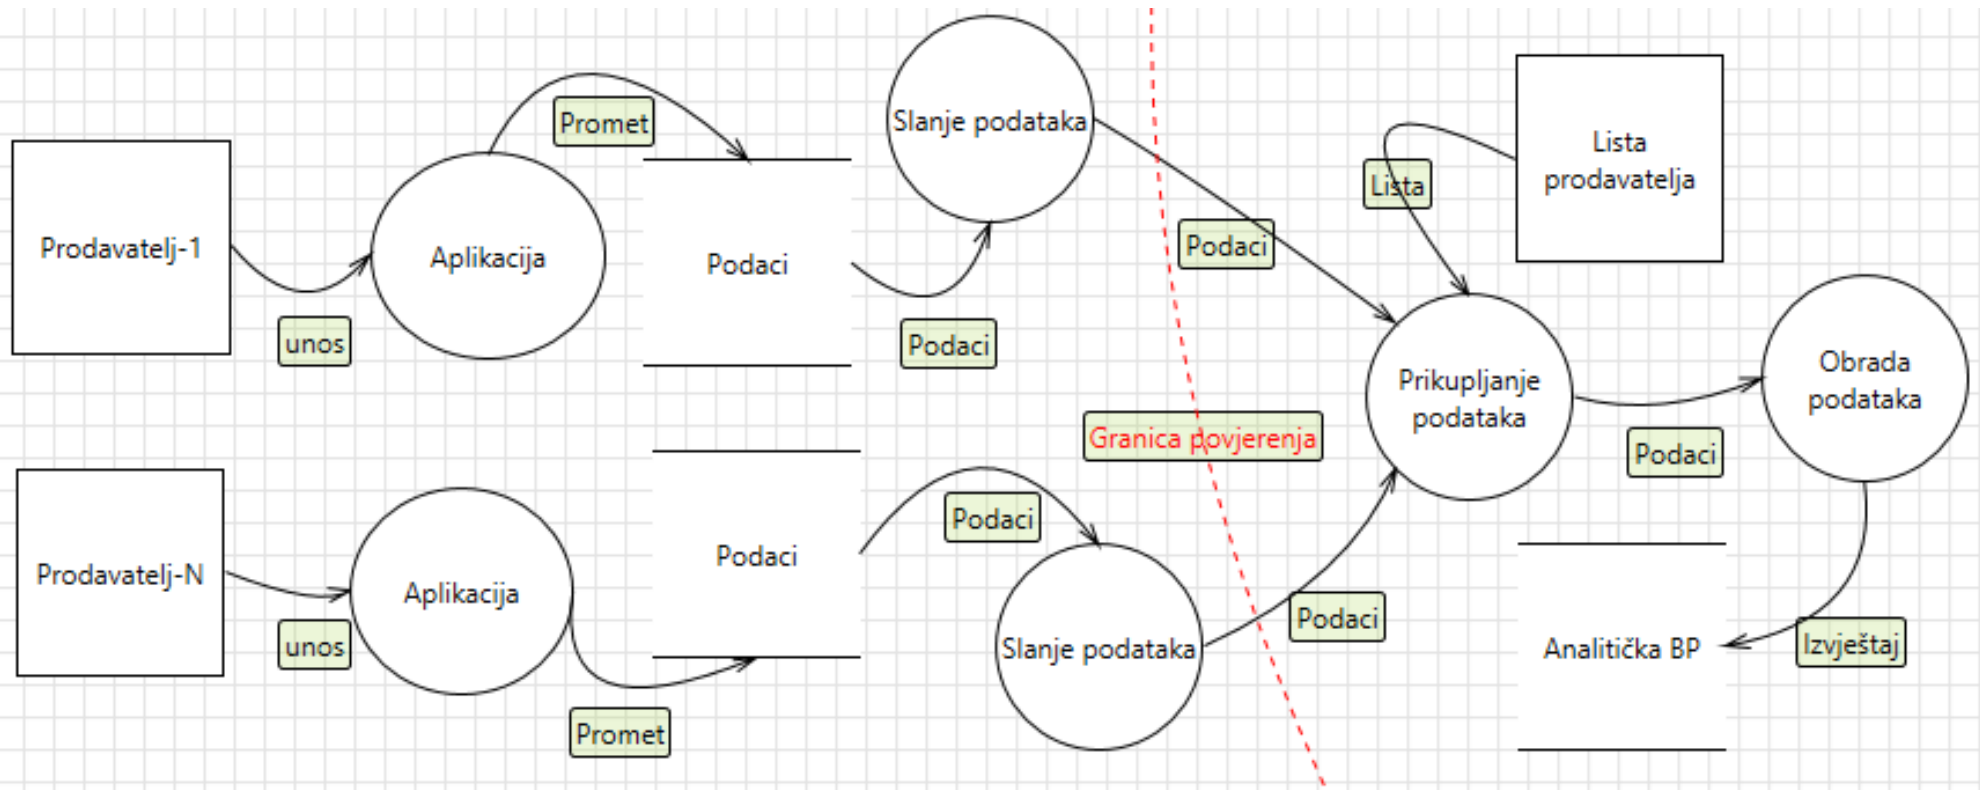 Prodavatelj-1
unos
Aplikacija
Promet
Podaci
Podaci
Slanje podataka
Podaci
Lista
Lista
prodavatelja
Granica povjerenja
Prikupljanje
podataka
Podaci
Obrada
podataka
Prodavatelj-N
unos
Aplikacija
Promet
Podaci
Podaci
Slanje podataka
Podaci
Analitička BP
Izvještaj